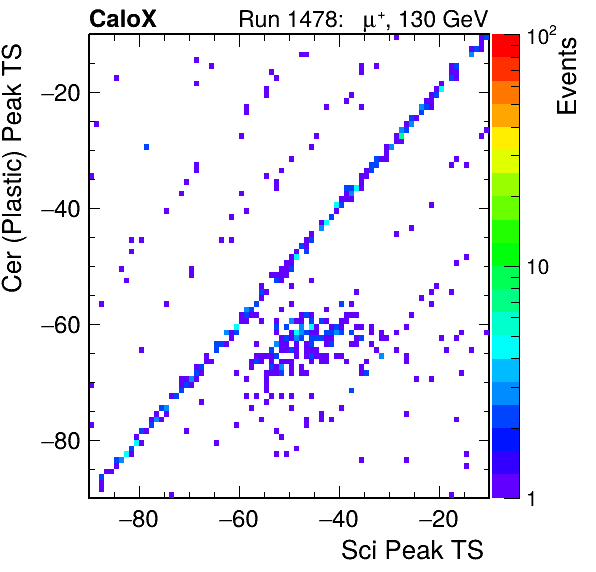 CaloX Run 1478: μ⁺, 130 GeV
Cer (Plastic) Peak TS
−20
−40
−60
−80
−80 −60 −40 −20
Sci Peak TS
10²
10
1
Events